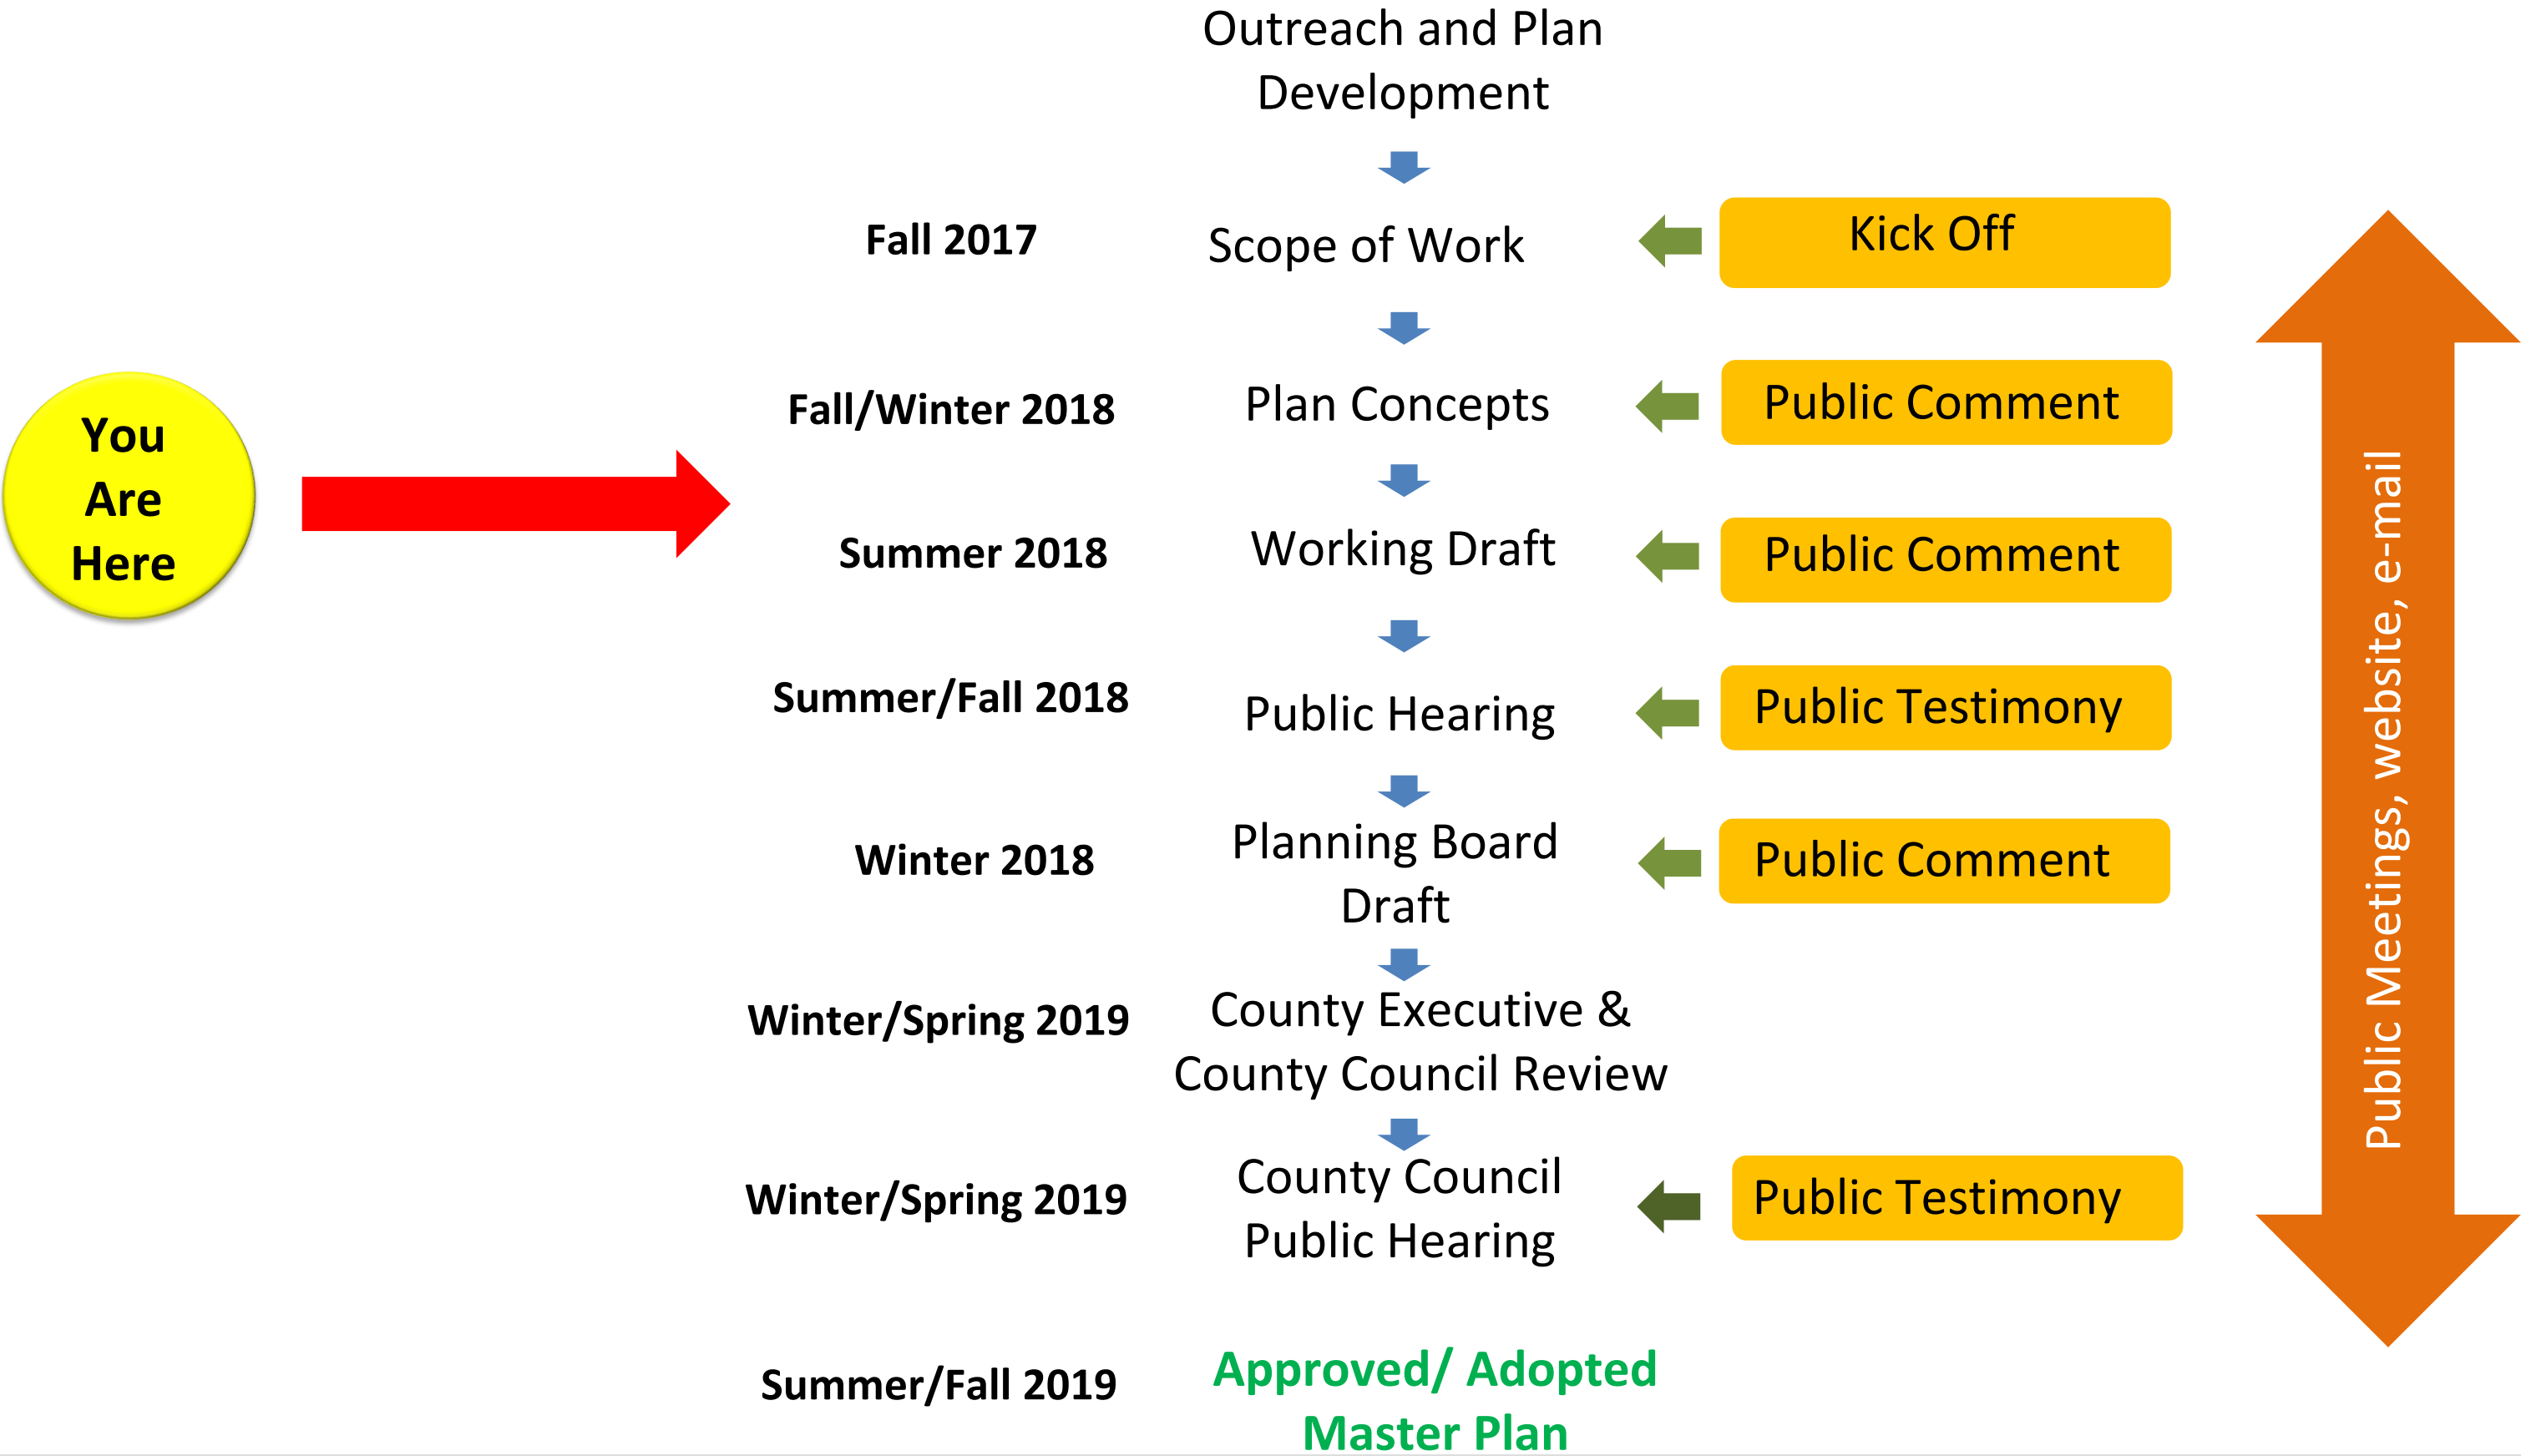 Outreach and Plan
Development
Fall 2017
Scope of Work
Kick Off
Fall/Winter 2018
Plan Concepts
Public Comment
You
Are
Here
Summer 2018
Working Draft
Public Comment
Summer/Fall 2018
Public Hearing
Public Testimony
Winter 2018
Planning Board
Draft
Public Comment
Winter/Spring 2019
County Executive &
County Council Review
Winter/Spring 2019
County Council
Public Hearing
Public Testimony
Summer/Fall 2019
Approved/ Adopted
Master Plan
Public Meetings, website, e-mail